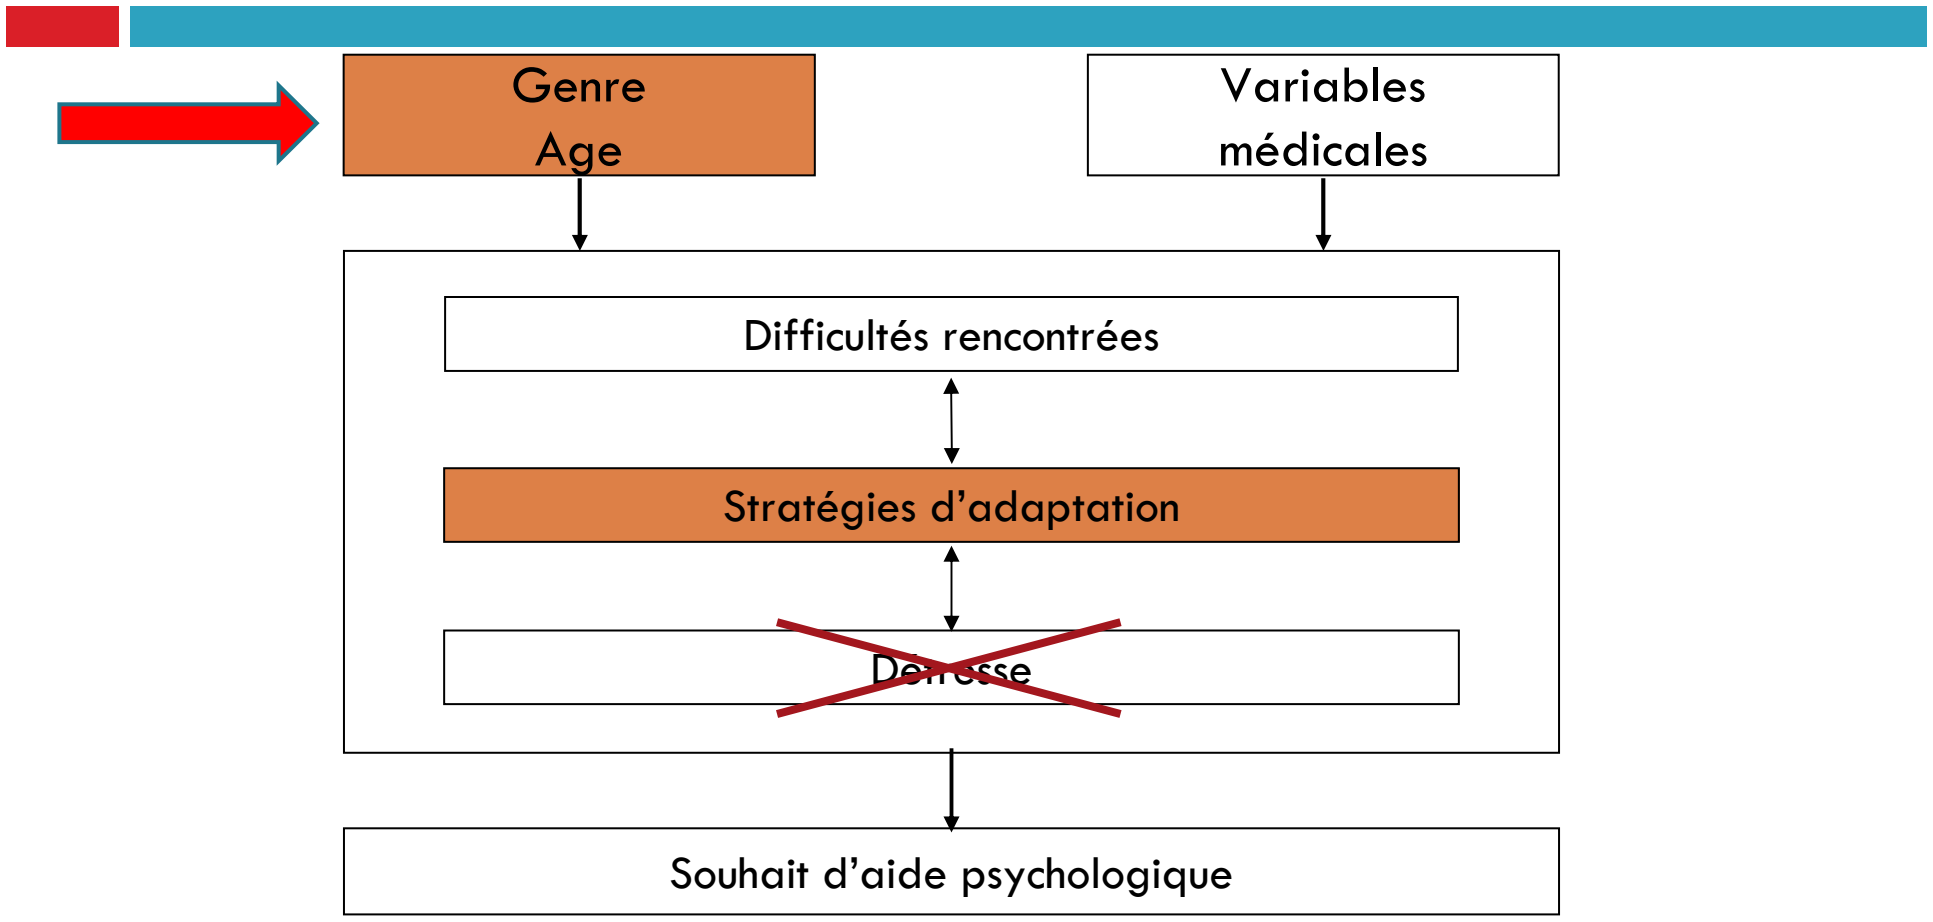 Genre
Age
Variables
médicales
Difficultés rencontrées
Stratégies d’adaptation
Détresse
Souhait d’aide psychologique